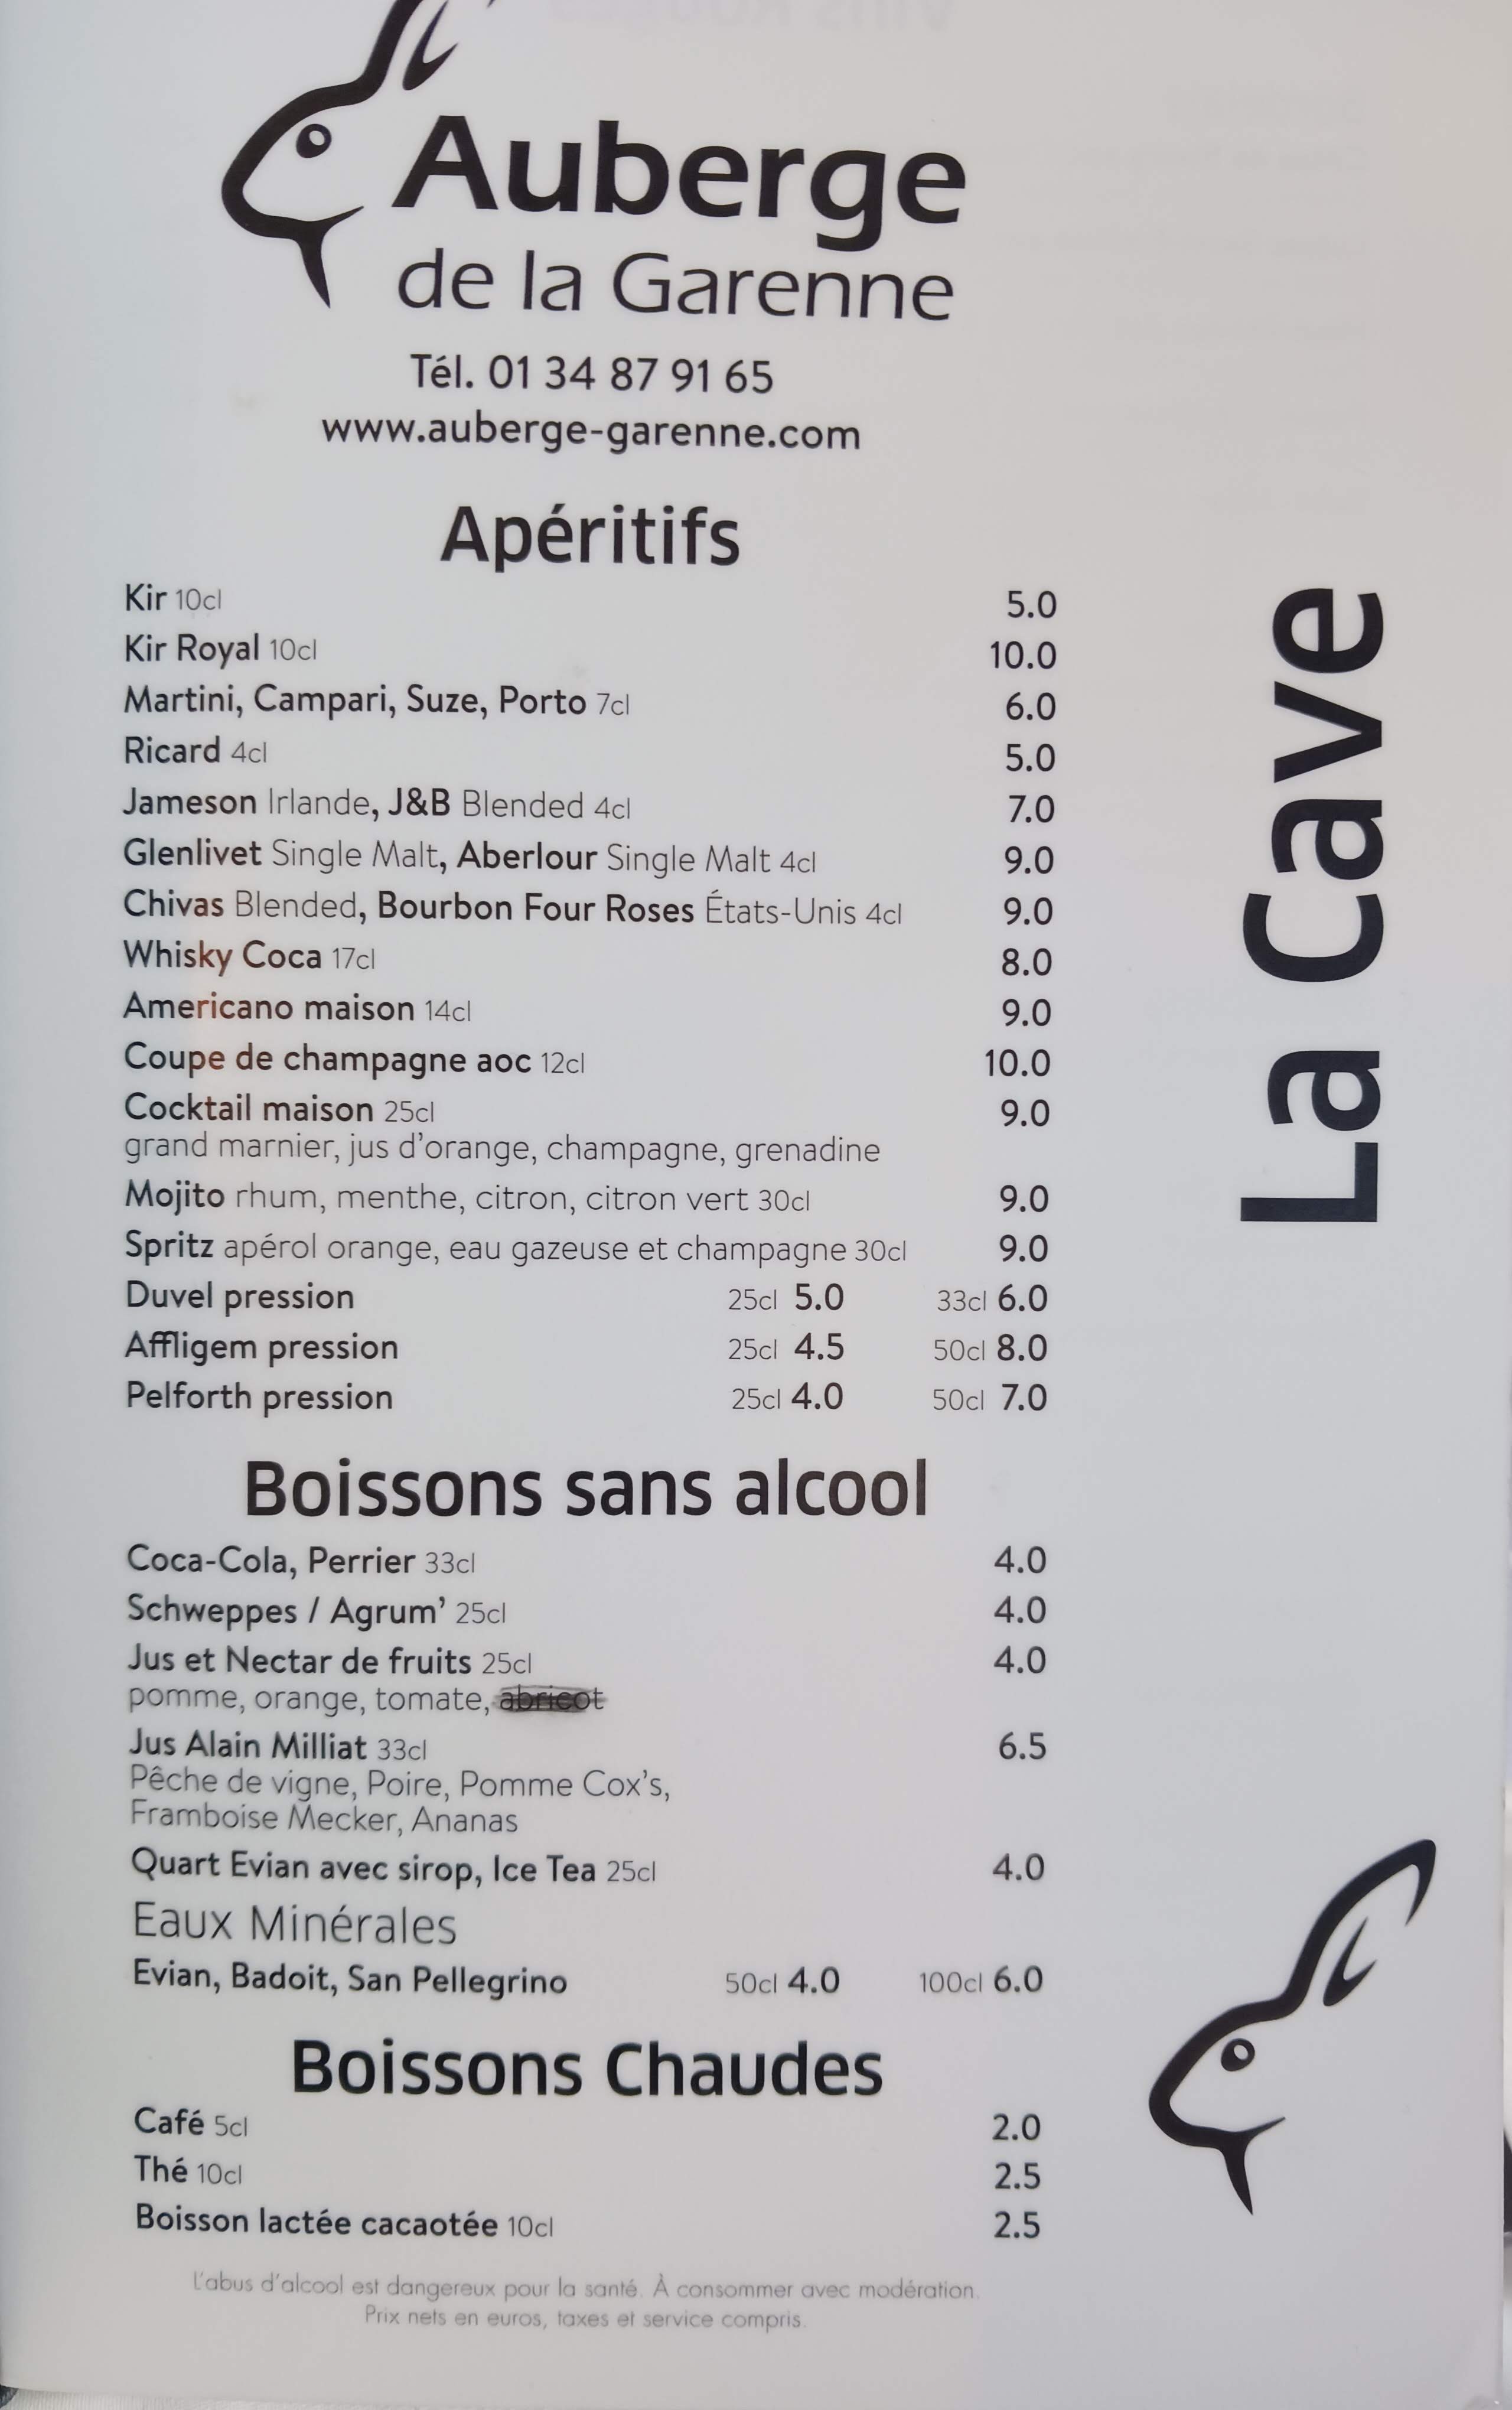 Auberge
de la Garenne
Tél. 01 34 87 91 65
www.auberge-garenne.com
Apéritifs
Kir 10cl 5.0
Kir Royal 10cl 10.0
Martini, Campari, Suze, Porto 7cl 6.0
Ricard 4cl 5.0
Jameson Irlande, J&B Blended 4cl 7.0
Glenlivet Single Malt, Aberlour Single Malt 4cl 9.0
Chivas Blended, Bourbon Four Roses États-Unis 4cl 9.0
Whisky Coca 17cl 8.0
Americano maison 14cl 9.0
Coupe de champagne aoc 12cl 10.0
Cocktail maison 25cl 9.0
grand marnier, jus d'orange, champagne, grenadine
Mojito rhum, menthe, citron, citron vert 30cl 9.0
Spritz apérol orange, eau gazeuse et champagne 30cl 9.0
Duvel pression 25cl 5.0 33cl 6.0
Affligem pression 25cl 4.5 50cl 8.0
Pelforth pression 25cl 4.0 50cl 7.0
Boissons sans alcool
Coca-Cola, Perrier 33cl 4.0
Schweppes / Agrum' 25cl 4.0
Jus et Nectar de fruits 25cl 4.0
pomme, orange, tomate, abricot
Jus Alain Milliat 33cl 6.5
Pêche de vigne, Poire, Pomme Cox's,
Framboise Mecker, Ananas
Quart Evian avec sirop, Ice Tea 25cl 4.0
Eaux Minérales
Evian, Badoit, San Pellegrino 50cl 4.0 100cl 6.0
Boissons Chaudes
Café 5cl 2.0
Thé 10cl 2.5
Boisson lactée cacaotée 10cl 2.5
L'abus d'alcool est dangereux pour la santé. À consommer avec modération.
Prix nets en euros, taxes et service compris.
La Cave